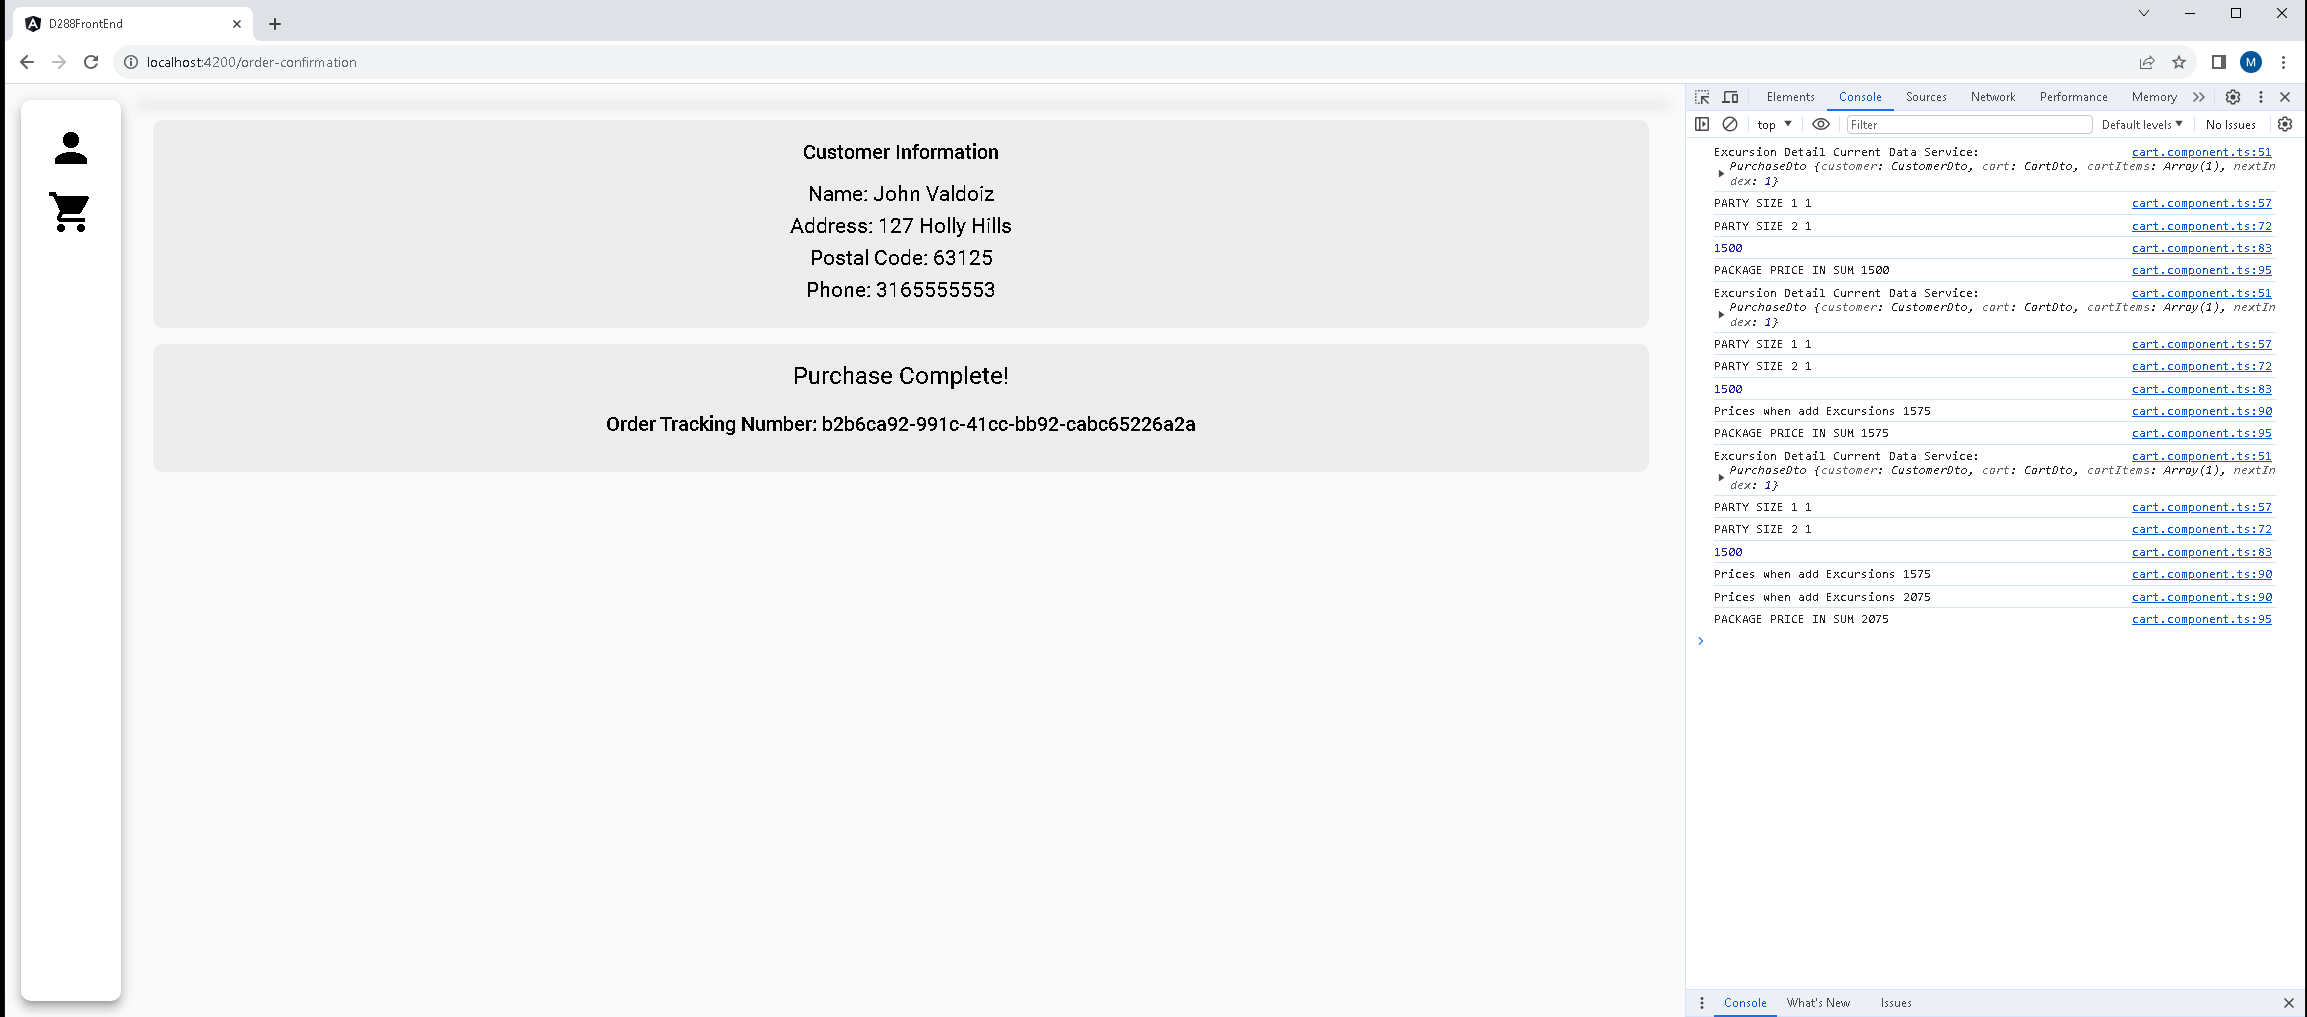 D288FrontEnd
localhost:4200/order-confirmation
M
Customer Information
Name: John Valdoiz
Address: 127 Holly Hills
Postal Code: 63125
Phone: 3165555553
Purchase Complete!
Order Tracking Number: b2b6ca92-991c-41cc-bb92-cabc65226a2a
Elements Console Sources Network Performance Memory
top Filter Default levels No Issues
Excursion Detail Current Data Service: cart.component.ts:51
PurchaseDto {customer: CustomerDto, cart: CartDto, cartItems: Array(1), nextIn
dex: 1}
PARTY SIZE 1 1 cart.component.ts:57
PARTY SIZE 2 1 cart.component.ts:72
1500 cart.component.ts:83
PACKAGE PRICE IN SUM 1500 cart.component.ts:95
Excursion Detail Current Data Service: cart.component.ts:51
PurchaseDto {customer: CustomerDto, cart: CartDto, cartItems: Array(1), nextIn
dex: 1}
PARTY SIZE 1 1 cart.component.ts:57
PARTY SIZE 2 1 cart.component.ts:72
1500 cart.component.ts:83
Prices when add Excursions 1575 cart.component.ts:90
PACKAGE PRICE IN SUM 1575 cart.component.ts:95
Excursion Detail Current Data Service: cart.component.ts:51
PurchaseDto {customer: CustomerDto, cart: CartDto, cartItems: Array(1), nextIn
dex: 1}
PARTY SIZE 1 1 cart.component.ts:57
PARTY SIZE 2 1 cart.component.ts:72
1500 cart.component.ts:83
Prices when add Excursions 1575 cart.component.ts:90
Prices when add Excursions 2075 cart.component.ts:90
PACKAGE PRICE IN SUM 2075 cart.component.ts:95
Console What's New Issues